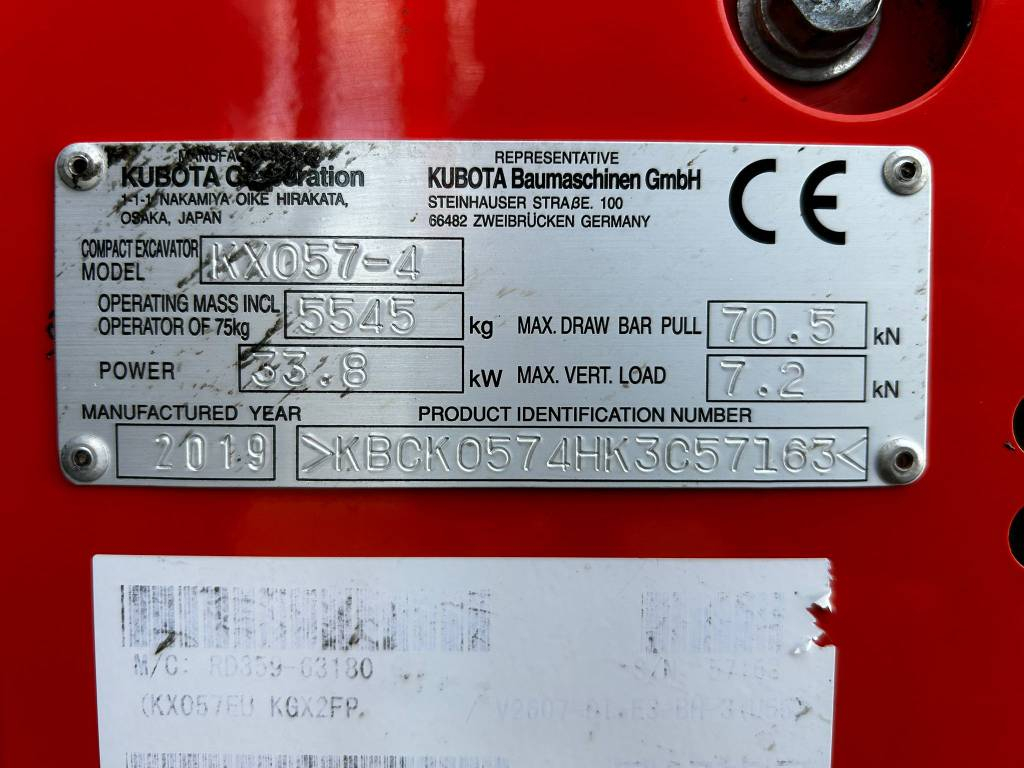 KUBOTA Corporation
1-1-1 NAKAMIYA OIKE HIRAKATA,
OSAKA, JAPAN
REPRESENTATIVE
KUBOTA Baumaschinen GmbH
STEINHAUSER STRAßE. 100
66482 ZWEIBRÜCKEN GERMANY
CE
COMPACT EXCAVATOR
MODEL KX057-4
OPERATING MASS INCL
OPERATOR OF 75kg 5545 kg
MAX. DRAW BAR PULL 70.5 kN
POWER 33.8 kW
MAX. VERT. LOAD 7.2 kN
MANUFACTURED YEAR
2019
PRODUCT IDENTIFICATION NUMBER
>KBCK0574HK3C57163<
M/C: RD359-63180
(KX057EU KGX2FP.